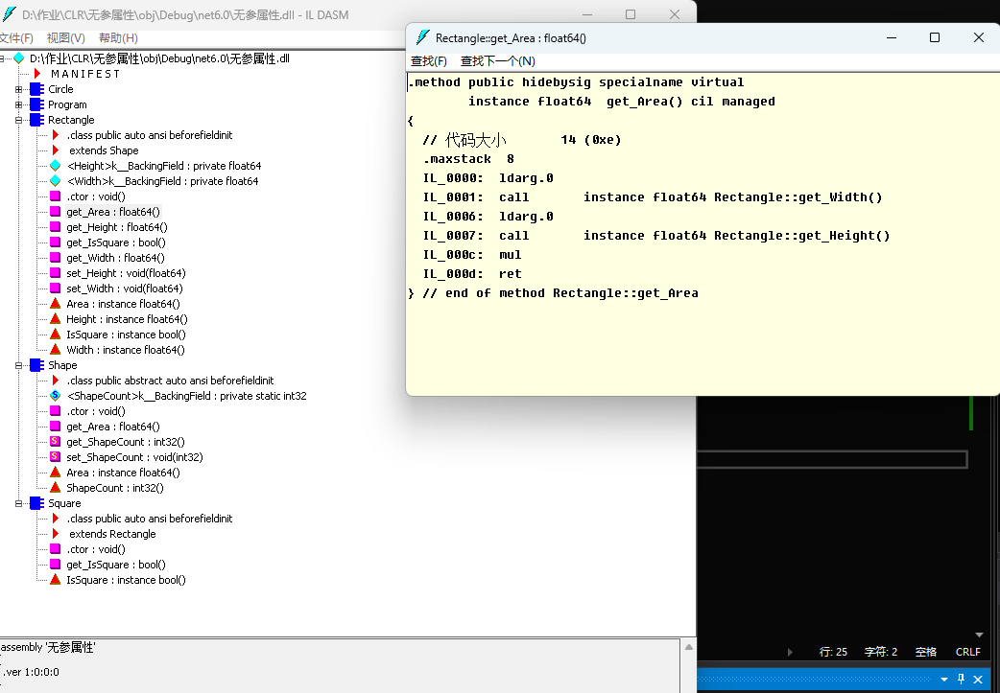 D:\作业\CLR\无参属性\obj\Debug\net6.0\无参属性.dll - IL DASM
文件(F) 视图(V) 帮助(H)
D:\作业\CLR\无参属性\obj\Debug\net6.0\无参属性.dll
M A N I F E S T
Circle
Program
Rectangle
.class public auto ansi beforefieldinit
extends Shape
<Height>k__BackingField : private float64
<Width>k__BackingField : private float64
.ctor : void()
get_Area : float64()
get_Height : float64()
get_IsSquare : bool()
get_Width : float64()
set_Height : void(float64)
set_Width : void(float64)
Area : instance float64()
Height : instance float64()
IsSquare : instance bool()
Width : instance float64()
Shape
.class public abstract auto ansi beforefieldinit
<ShapeCount>k__BackingField : private static int32
.ctor : void()
get_Area : float64()
get_ShapeCount : int32()
set_ShapeCount : void(int32)
Area : instance float64()
ShapeCount : int32()
Square
.class public auto ansi beforefieldinit
extends Rectangle
.ctor : void()
get_IsSquare : bool()
IsSquare : instance bool()
assembly '无参属性'
.ver 1:0:0:0
Rectangle::get_Area : float64()
查找(F) 查找下一个(N)
.method public hidebysig specialname virtual
instance float64 get_Area() cil managed
{
// 代码大小 14 (0xe)
.maxstack 8
IL_0000: ldarg.0
IL_0001: call instance float64 Rectangle::get_Width()
IL_0006: ldarg.0
IL_0007: call instance float64 Rectangle::get_Height()
IL_000c: mul
IL_000d: ret
} // end of method Rectangle::get_Area
行: 25 字符: 2 空格 CRLF